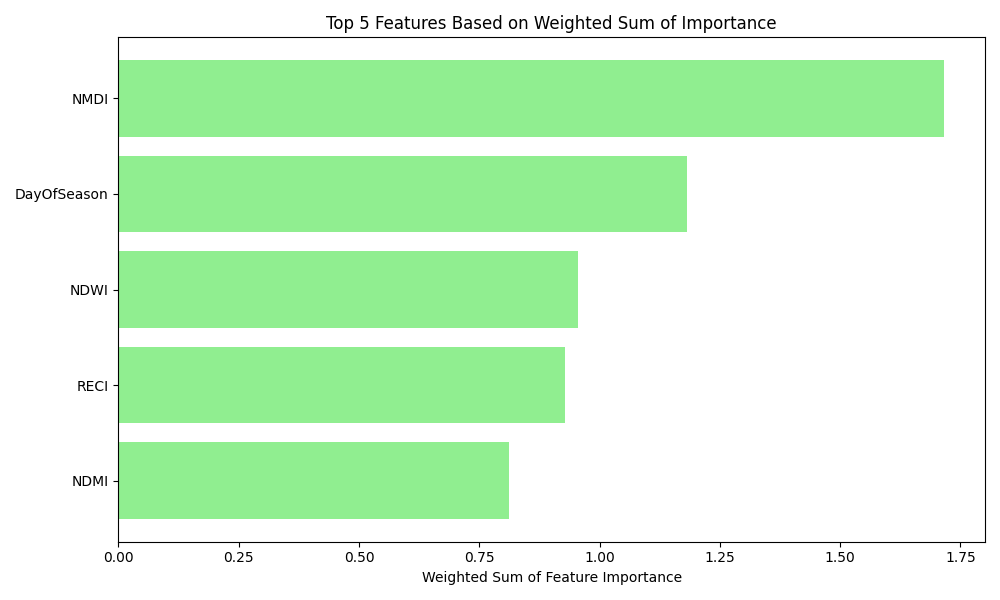 Top 5 Features Based on Weighted Sum of Importance
NMDI
DayOfSeason
NDWI
RECI
NDMI
0.00 0.25 0.50 0.75 1.00 1.25 1.50 1.75
Weighted Sum of Feature Importance